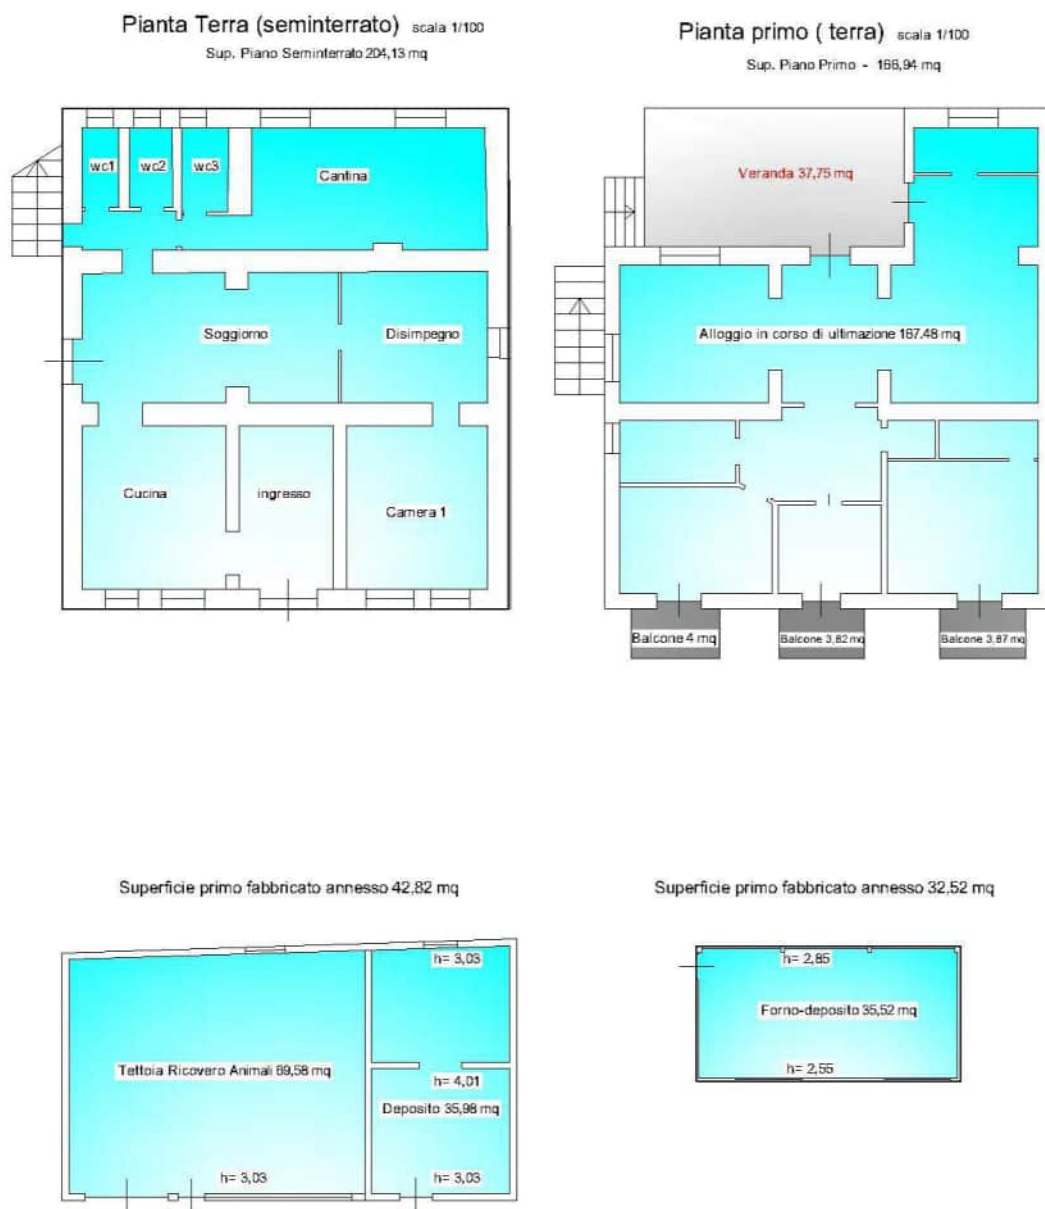 Pianta Terra (seminterrato) scala 1/100
Sup. Piano Seminterrato 204,13 mq
wc1
wc2
wc3
Cantina
Soggiorno
Disimpegno
Cucina
ingresso
Camera 1
Pianta primo ( terra) scala 1/100
Sup. Piano Primo - 166,94 mq
Veranda 37,75 mq
Alloggio in corso di ultimazione 167.48 mq
Balcone 4 mq
Balcone 3,82 mq
Balcone 3,87 mq
Superficie primo fabbricato annesso 42,82 mq
h= 3,03
Tettoia Ricovero Animali 69,58 mq
h= 4,01
Deposito 35,98 mq
h= 3,03
h= 3,03
Superficie primo fabbricato annesso 32,52 mq
h= 2,85
Forno-deposito 35,52 mq
h= 2,55